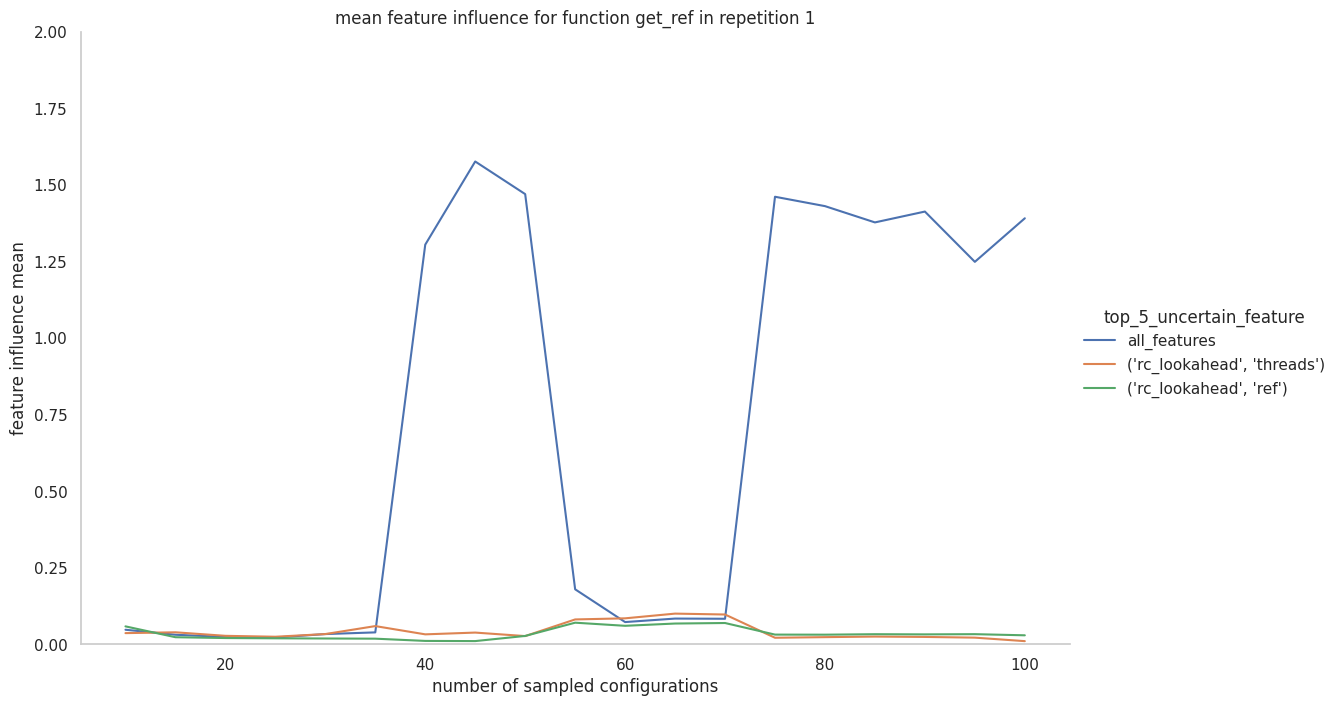 mean feature influence for function get_ref in repetition 1
2.00
1.75
1.50
1.25
1.00
0.75
0.50
0.25
0.00
feature influence mean
20 40 60 80 100
number of sampled configurations
top_5_uncertain_feature
all_features
('rc_lookahead', 'threads')
('rc_lookahead', 'ref')